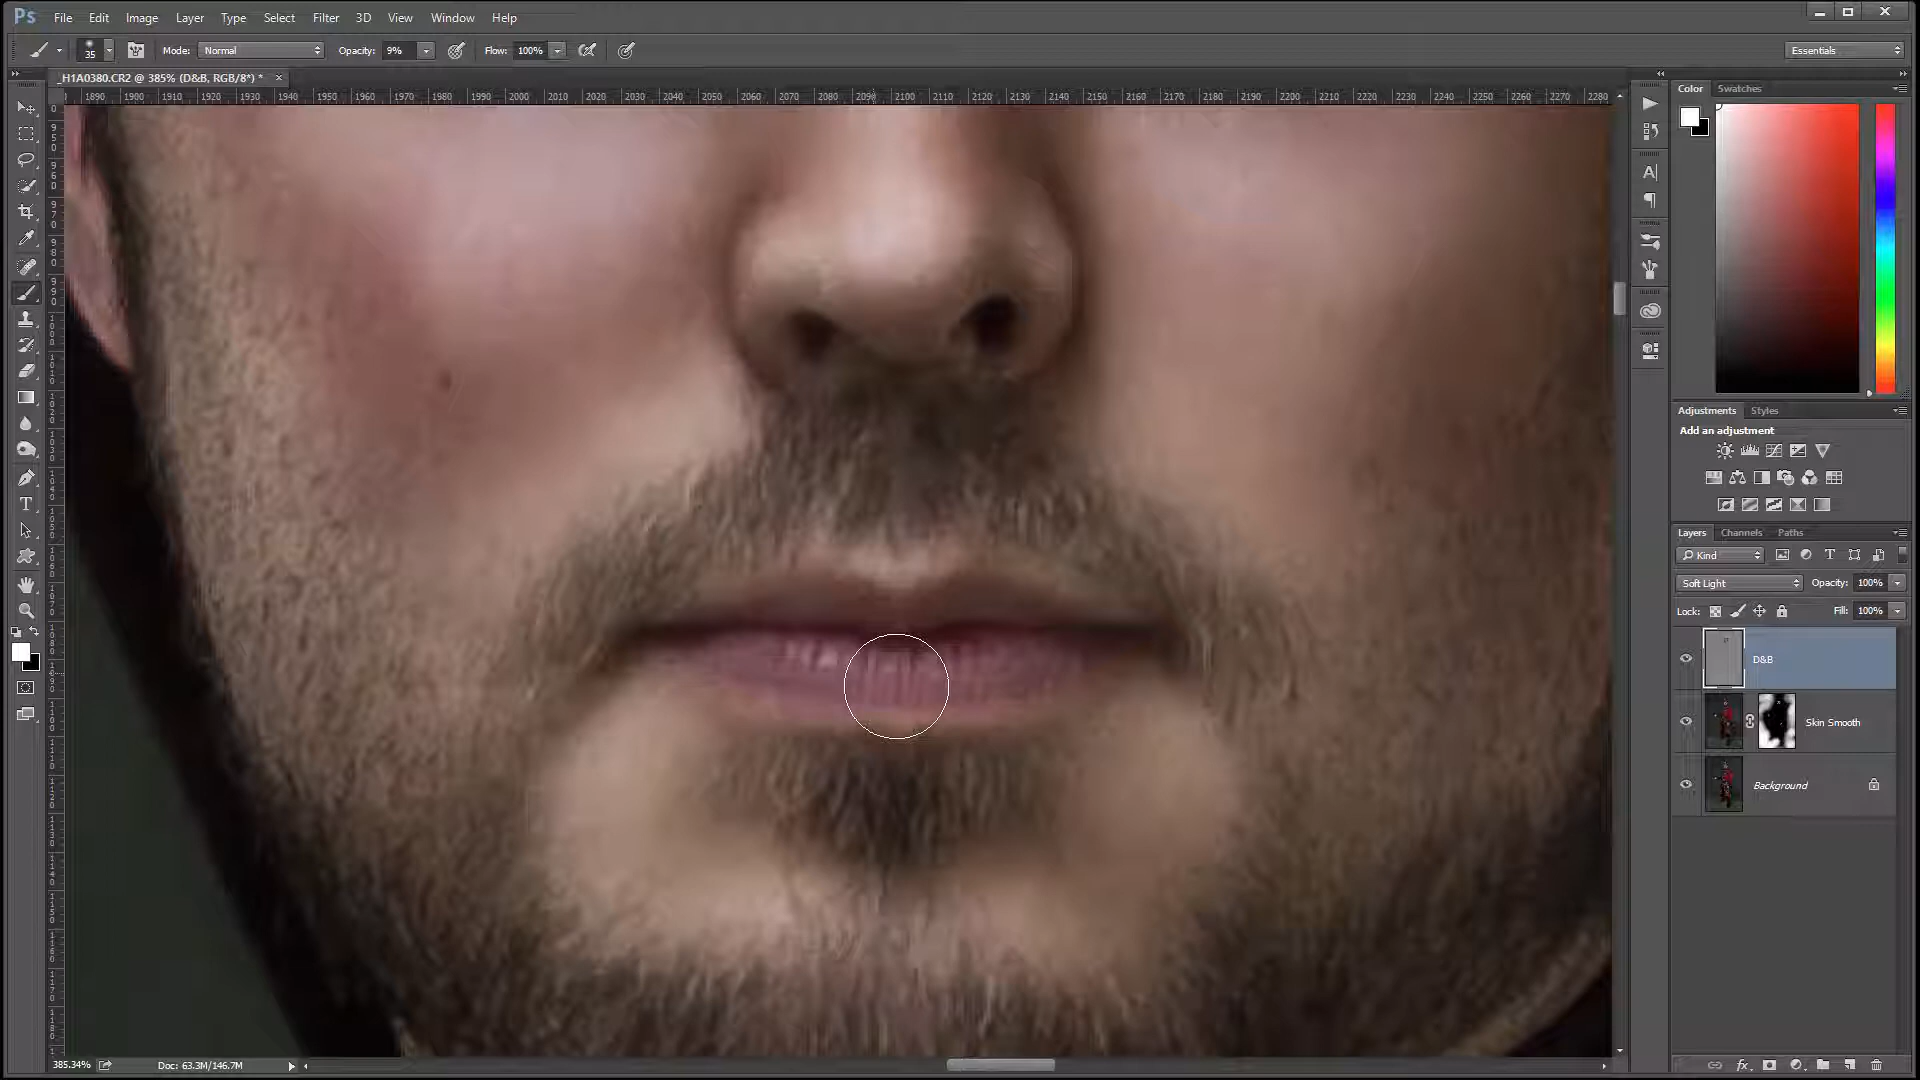 Ps File Edit Image Layer Type Select Filter 3D View Window Help
35 Mode: Normal Opacity: 9% Flow: 100% Essentials
_H1A0380.CR2 @ 385% (D&B, RGB/8*) * ×
1890 1900 1910 1920 1930 1940 1950 1960 1970 1980 1990 2000 2010 2020 2030 2040 2050 2060 2070 2080 2090 2100 2110 2120 2130 2140 2150 2160 2170 2180 2190 2200 2210 2220 2230 2240 2250 2260 2270 2280
Color Swatches
Adjustments Styles
Add an adjustment
Layers Channels Paths
Kind
Soft Light Opacity: 100%
Lock: Fill: 100%
D&B
Skin Smooth
Background
385.34% Doc: 63.3M/146.7M